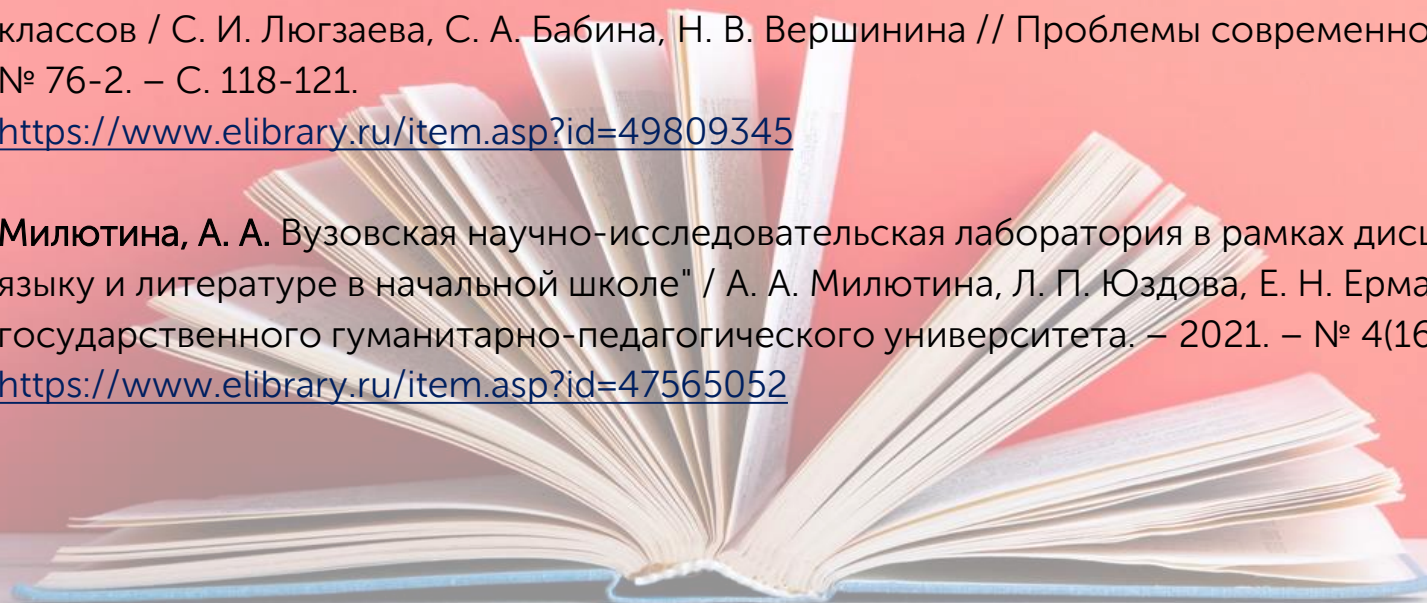 классов / С. И. Люгзаева, С. А. Бабина, Н. В. Вершинина // Проблемы современно
№ 76-2. – С. 118-121.
https://www.elibrary.ru/item.asp?id=49809345
Милютина, А. А. Вузовская научно-исследовательская лаборатория в рамках дисц
языку и литературе в начальной школе" / А. А. Милютина, Л. П. Юздова, Е. Н. Ерма
государственного гуманитарно-педагогического университета. – 2021. – № 4(16
https://www.elibrary.ru/item.asp?id=47565052